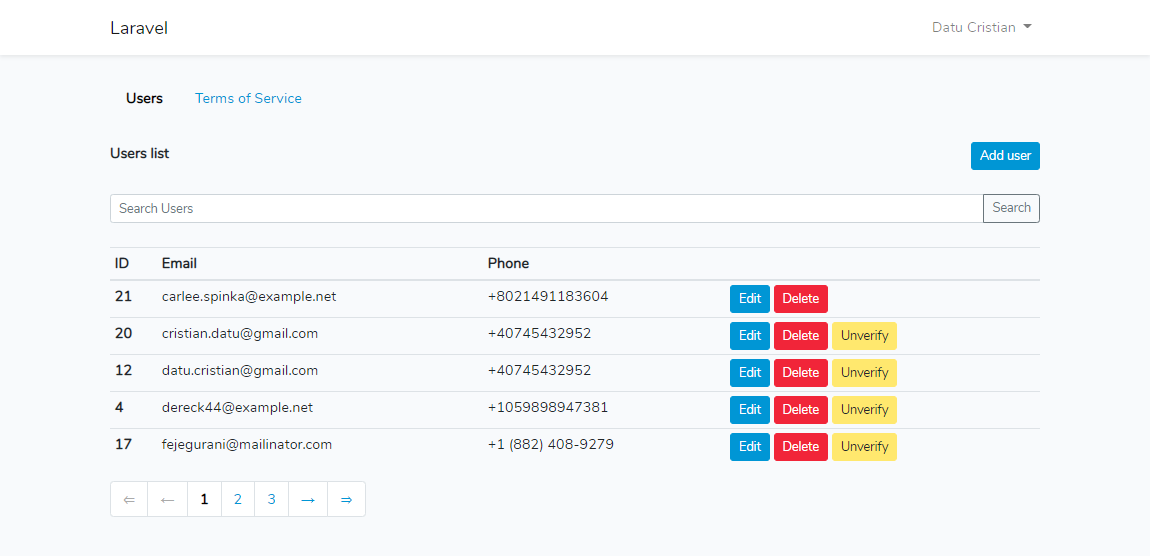 Laravel Datu Cristian
Users Terms of Service
Users list Add user
Search Users Search
ID Email Phone
21 carlee.spinka@example.net +8021491183604 Edit Delete
20 cristian.datu@gmail.com +40745432952 Edit Delete Unverify
12 datu.cristian@gmail.com +40745432952 Edit Delete Unverify
4 dereck44@example.net +1059898947381 Edit Delete Unverify
17 fejegurani@mailinator.com +1 (882) 408-9279 Edit Delete Unverify
⇐ ← 1 2 3 → ⇒